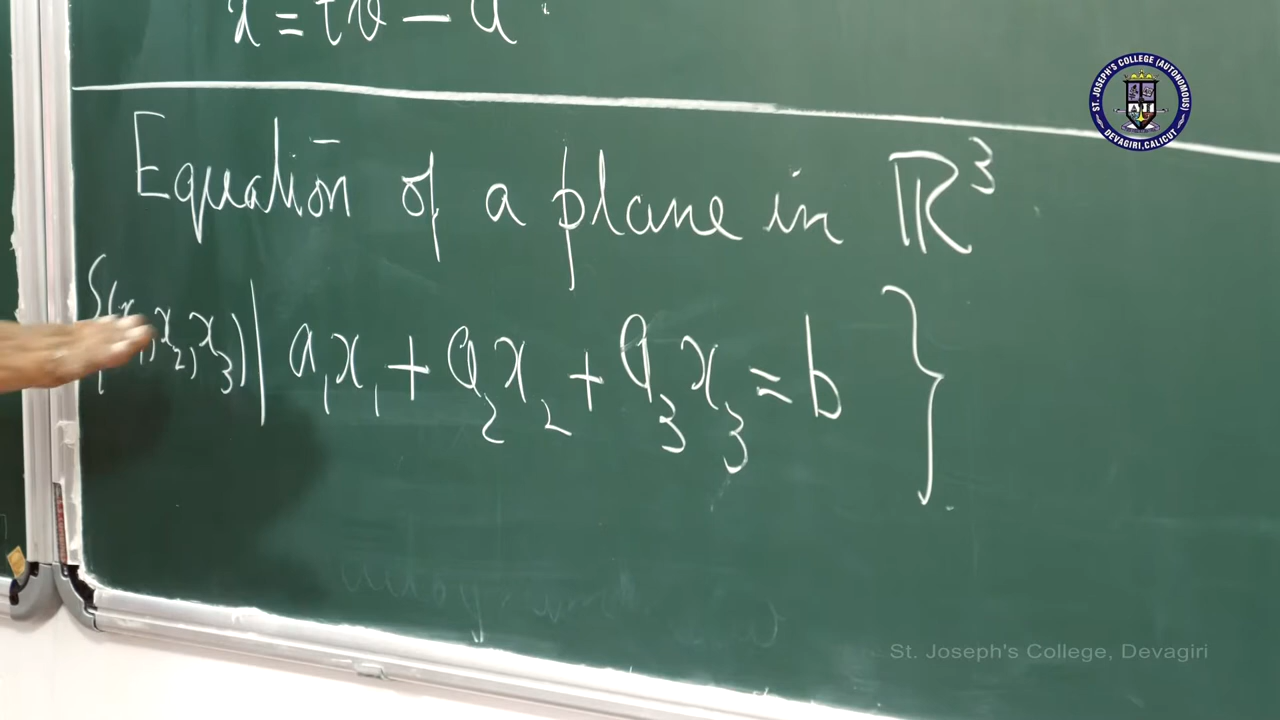 x = tv - u.
Equation of a plane in ℝ³
{(x₁, x₂, x₃) | a₁x₁ + a₂x₂ + a₃x₃ = b }
ST. JOSEPH'S COLLEGE (AUTONOMOUS)
DEVAGIRI, CALICUT
St. Joseph's College, Devagiri